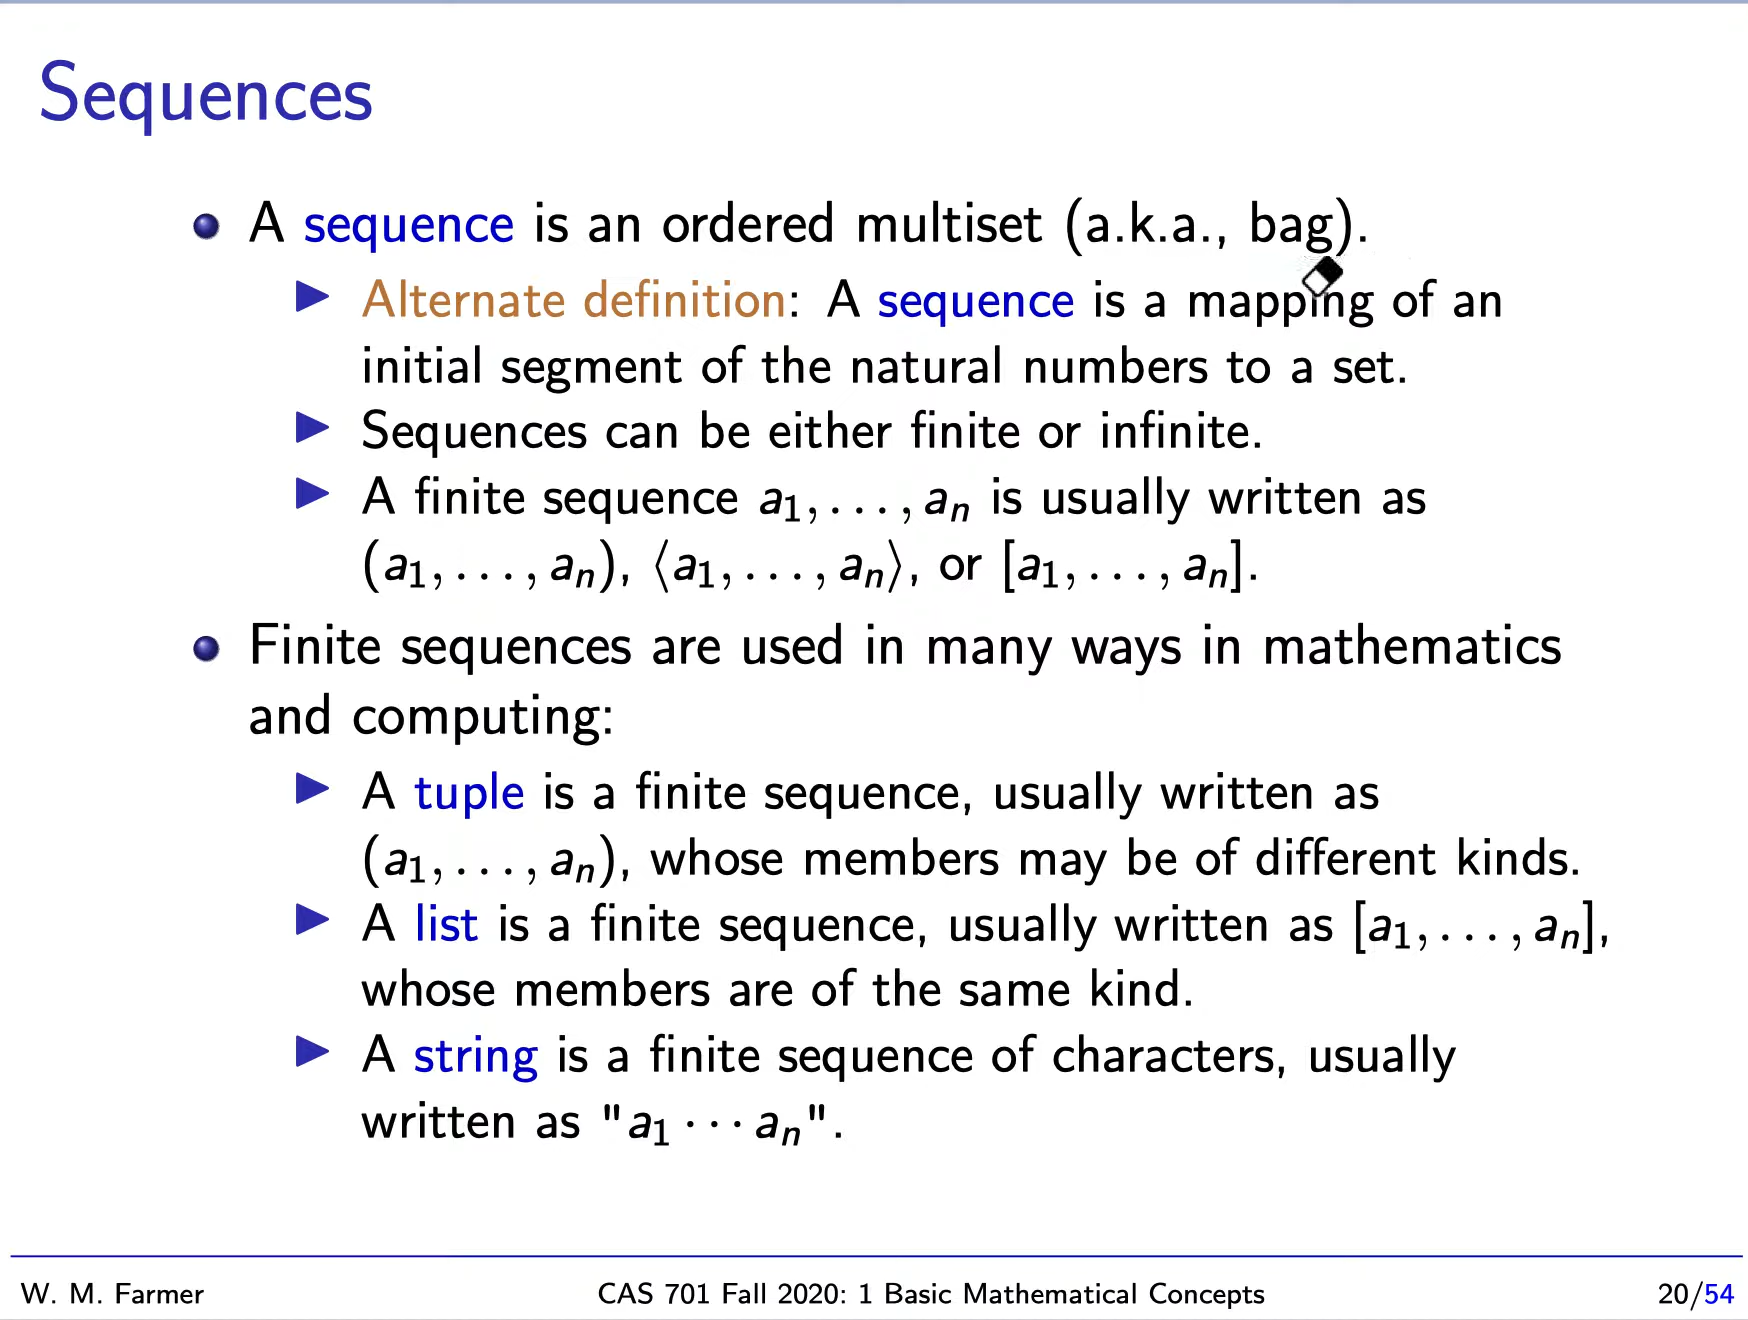 Sequences
A sequence is an ordered multiset (a.k.a., bag).
Alternate definition: A sequence is a mapping of an
initial segment of the natural numbers to a set.
Sequences can be either finite or infinite.
A finite sequence a₁, . . . , aₙ is usually written as
(a₁, . . . , aₙ), ⟨a₁, . . . , aₙ⟩, or [a₁, . . . , aₙ].
Finite sequences are used in many ways in mathematics
and computing:
A tuple is a finite sequence, usually written as
(a₁, . . . , aₙ), whose members may be of different kinds.
A list is a finite sequence, usually written as [a₁, . . . , aₙ],
whose members are of the same kind.
A string is a finite sequence of characters, usually
written as "a₁ · · · aₙ".
W. M. Farmer CAS 701 Fall 2020: 1 Basic Mathematical Concepts 20/54